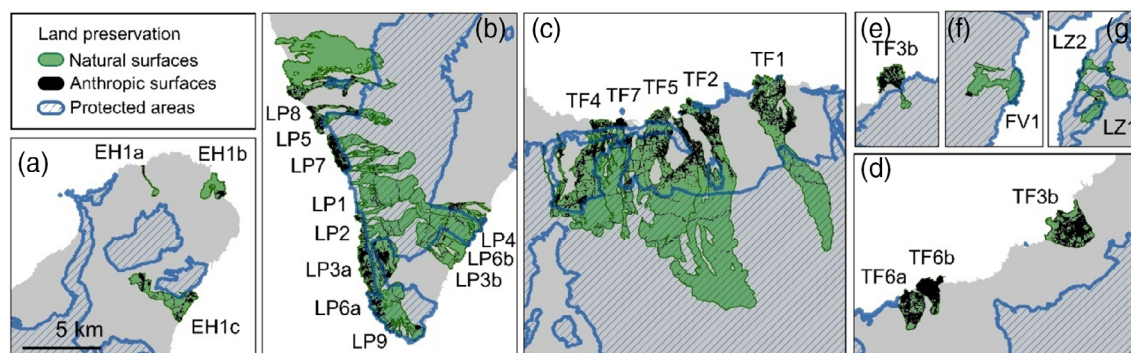 Land preservation
Natural surfaces
Anthropic surfaces
Protected areas
(a)
EH1a
EH1b
EH1c
5 km
(b)
LP8
LP5
LP7
LP1
LP2
LP3a
LP6a
LP9
LP4
LP6b
LP3b
(c)
TF4
TF7
TF5
TF2
TF1
(e)
TF3b
(f)
FV1
(g)
LZ2
LZ1
(d)
TF3b
TF6b
TF6a